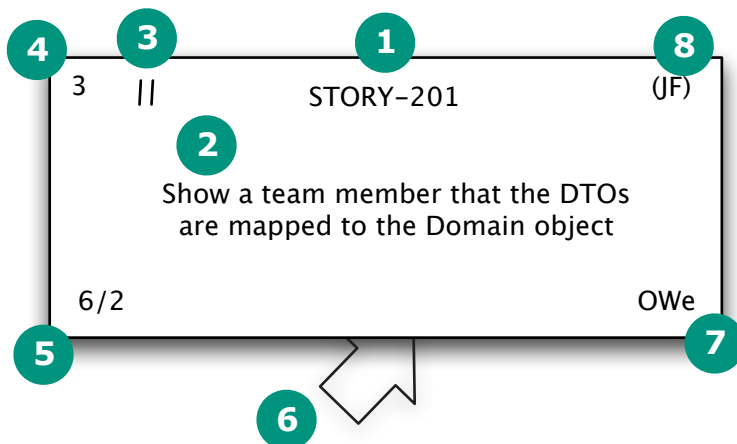 1
3
8
4
3
||
STORY–201
(JF)
2
Show a team member that the DTOs
are mapped to the Domain object
6/2
OWe
5
7
6